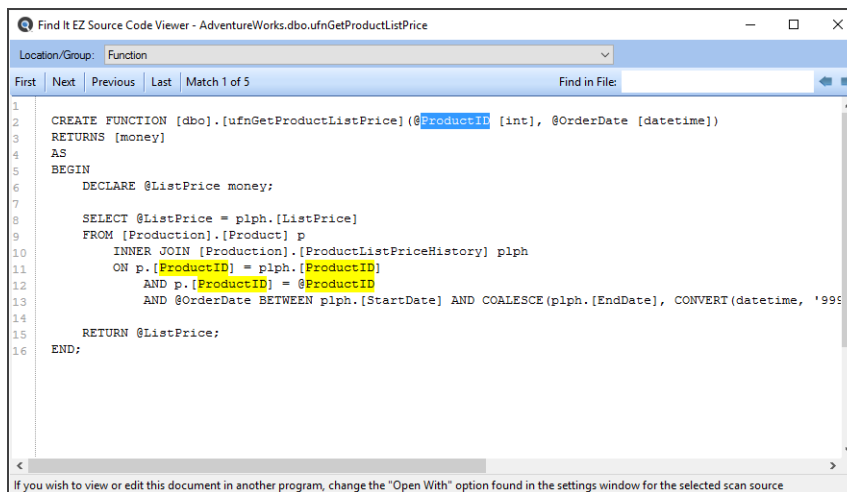 Find It EZ Source Code Viewer - AdventureWorks.dbo.ufnGetProductListPrice
Location/Group: Function
First Next Previous Last Match 1 of 5 Find in File:
1
2 CREATE FUNCTION [dbo].[ufnGetProductListPrice](@ProductID [int], @OrderDate [datetime])
3 RETURNS [money]
4 AS
5 BEGIN
6 DECLARE @ListPrice money;
7
8 SELECT @ListPrice = plph.[ListPrice]
9 FROM [Production].[Product] p
10 INNER JOIN [Production].[ProductListPriceHistory] plph
11 ON p.[ProductID] = plph.[ProductID]
12 AND p.[ProductID] = @ProductID
13 AND @OrderDate BETWEEN plph.[StartDate] AND COALESCE(plph.[EndDate], CONVERT(datetime, '999
14
15 RETURN @ListPrice;
16 END;
If you wish to view or edit this document in another program, change the "Open With" option found in the settings window for the selected scan source